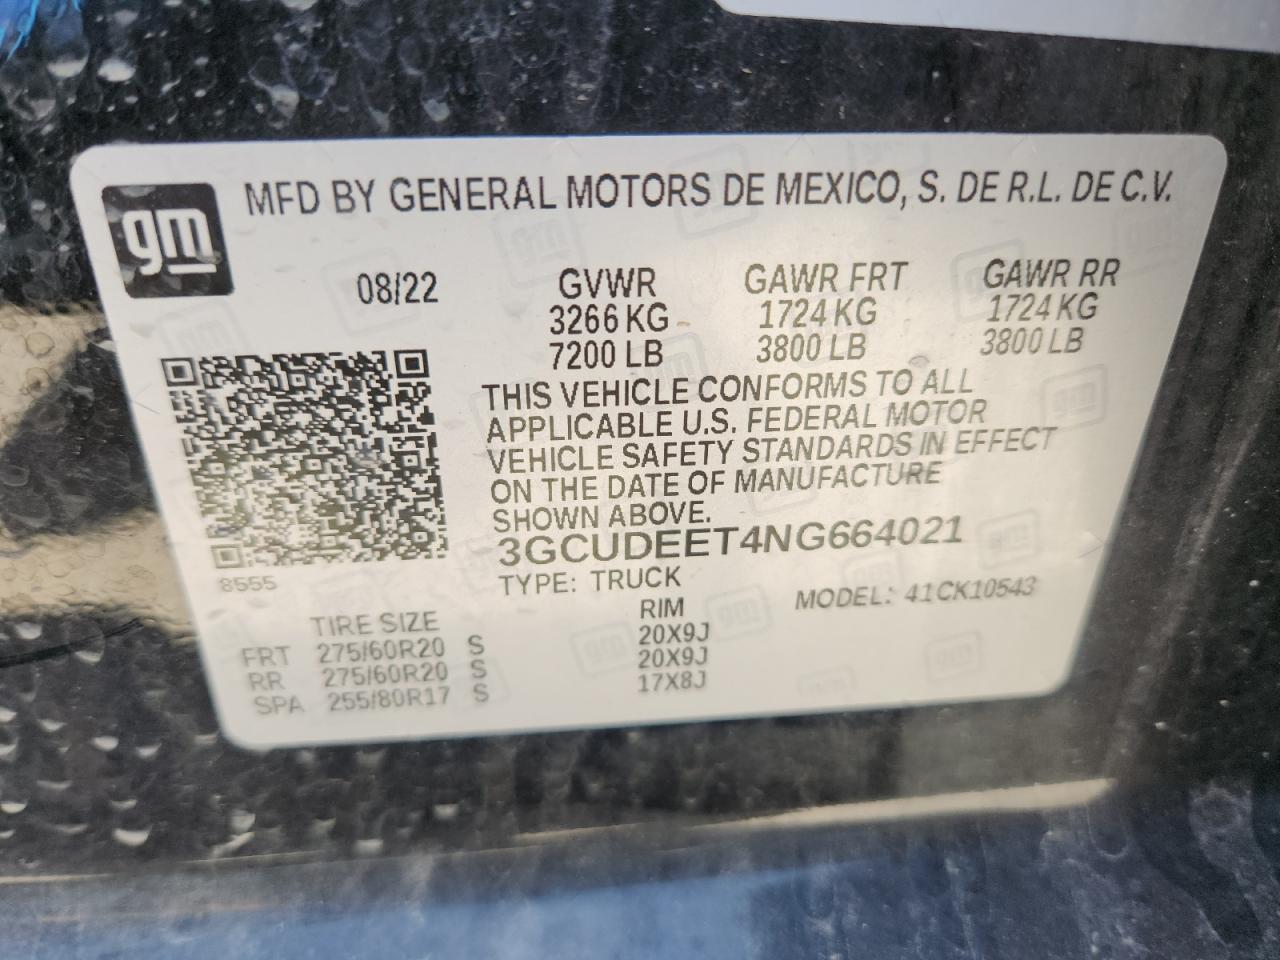 gm
MFD BY GENERAL MOTORS DE MEXICO, S. DE R.L. DE C.V.
08/22
GVWR GAWR FRT GAWR RR
3266 KG 1724 KG 1724 KG
7200 LB 3800 LB 3800 LB
THIS VEHICLE CONFORMS TO ALL
APPLICABLE U.S. FEDERAL MOTOR
VEHICLE SAFETY STANDARDS IN EFFECT
ON THE DATE OF MANUFACTURE
SHOWN ABOVE.
3GCUDEET4NG664021
8555
TYPE: TRUCK MODEL: 41CK10543
TIRE SIZE RIM
FRT 275/60R20 S 20X9J
RR 275/60R20 S 20X9J
SPA 255/80R17 S 17X8J